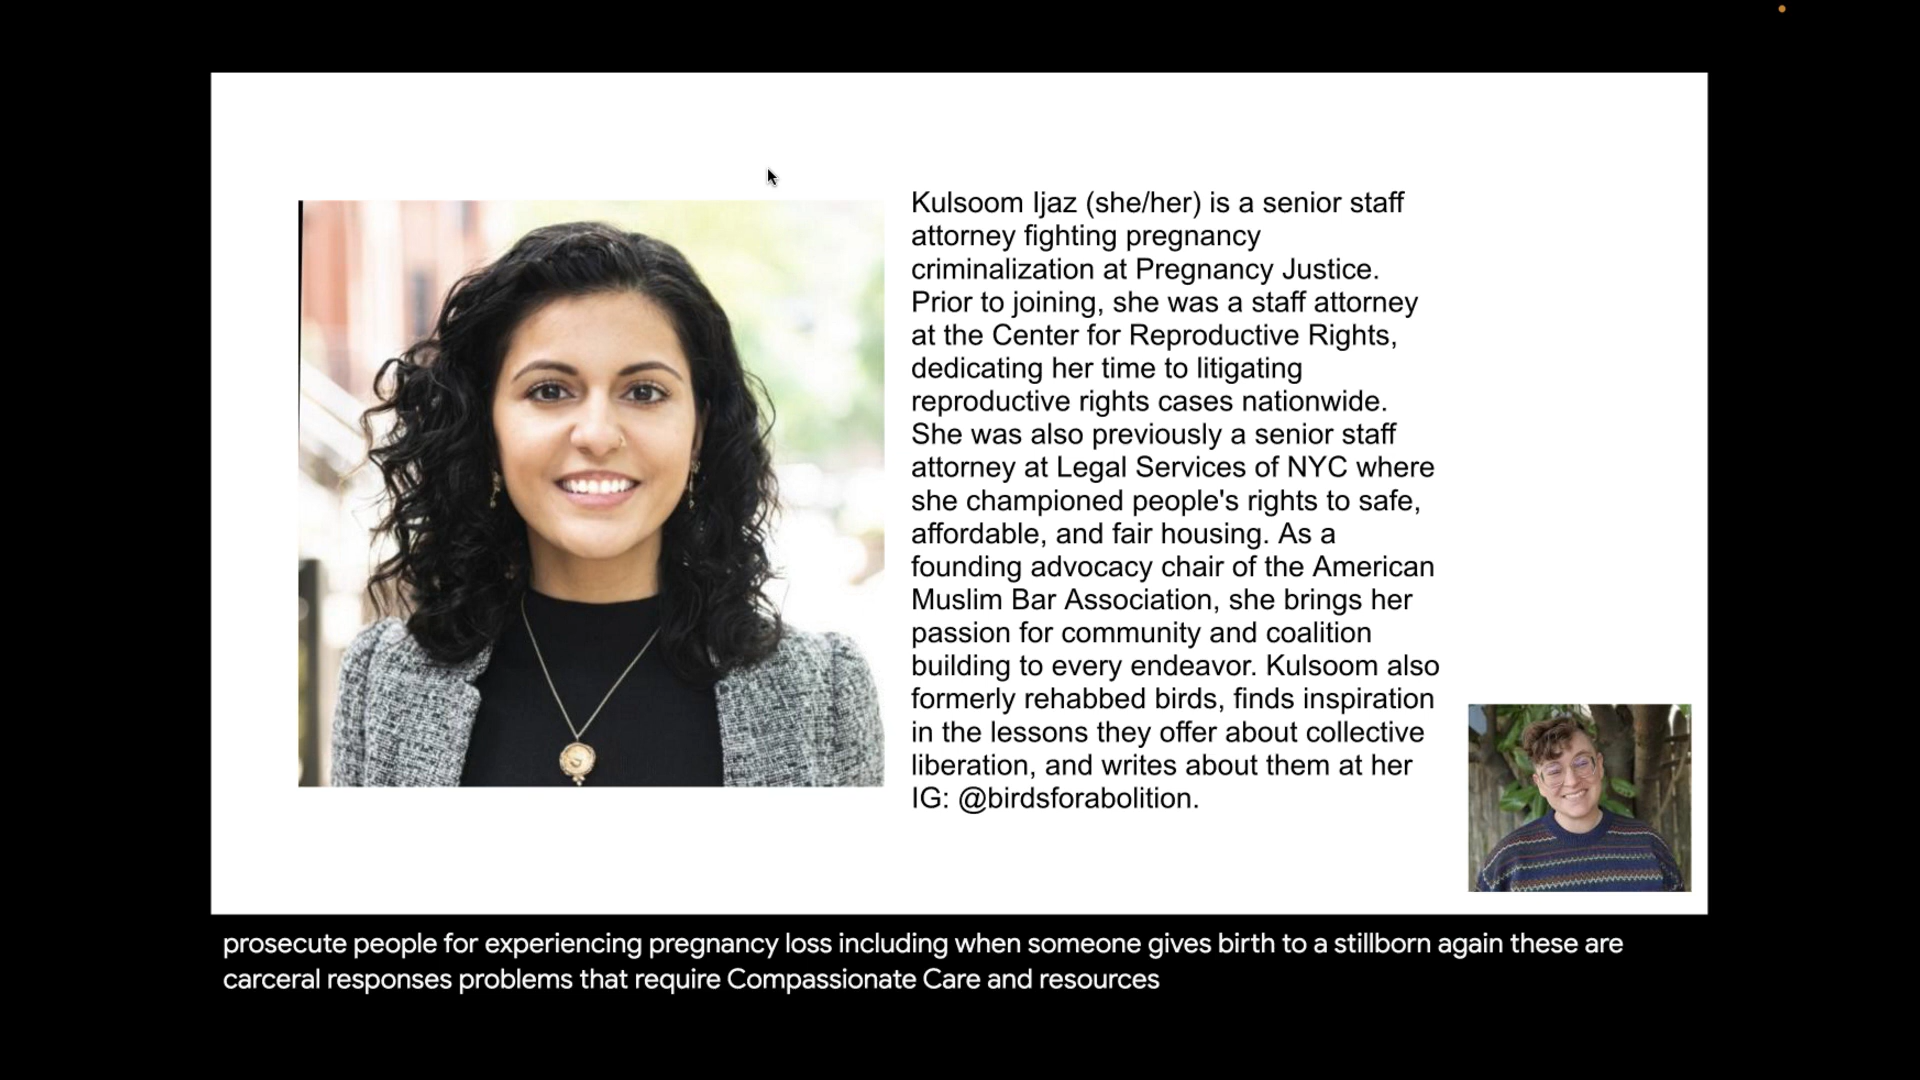 Kulsoom Ijaz (she/her) is a senior staff
attorney fighting pregnancy
criminalization at Pregnancy Justice.
Prior to joining, she was a staff attorney
at the Center for Reproductive Rights,
dedicating her time to litigating
reproductive rights cases nationwide.
She was also previously a senior staff
attorney at Legal Services of NYC where
she championed people's rights to safe,
affordable, and fair housing. As a
founding advocacy chair of the American
Muslim Bar Association, she brings her
passion for community and coalition
building to every endeavor. Kulsoom also
formerly rehabbed birds, finds inspiration
in the lessons they offer about collective
liberation, and writes about them at her
IG: @birdsforabolition.
prosecute people for experiencing pregnancy loss including when someone gives birth to a stillborn again these are
carceral responses problems that require Compassionate Care and resources